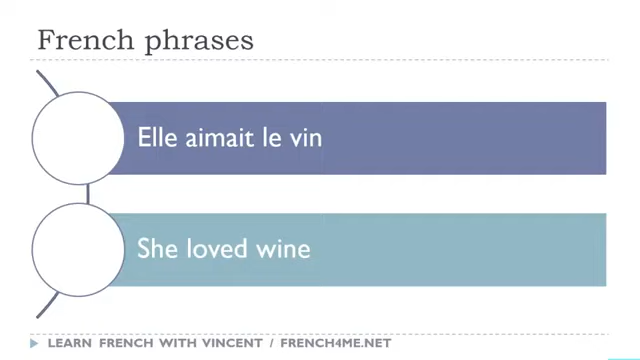 French phrases
Elle aimait le vin
She loved wine
LEARN FRENCH WITH VINCENT / FRENCH4ME.NET